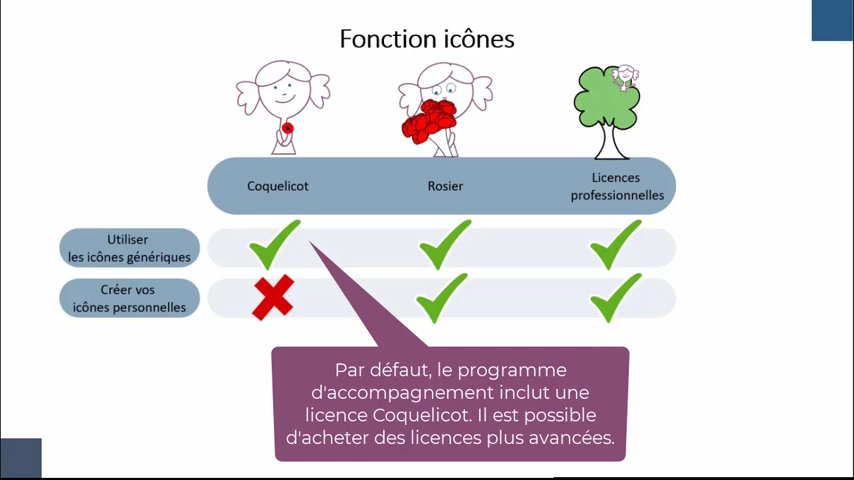 Fonction icônes
Coquelicot
Rosier
Licences
professionnelles
Utiliser
les icônes génériques
Créer vos
icônes personnelles
Par défaut, le programme
d'accompagnement inclut une
licence Coquelicot. Il est possible
d'acheter des licences plus avancées.